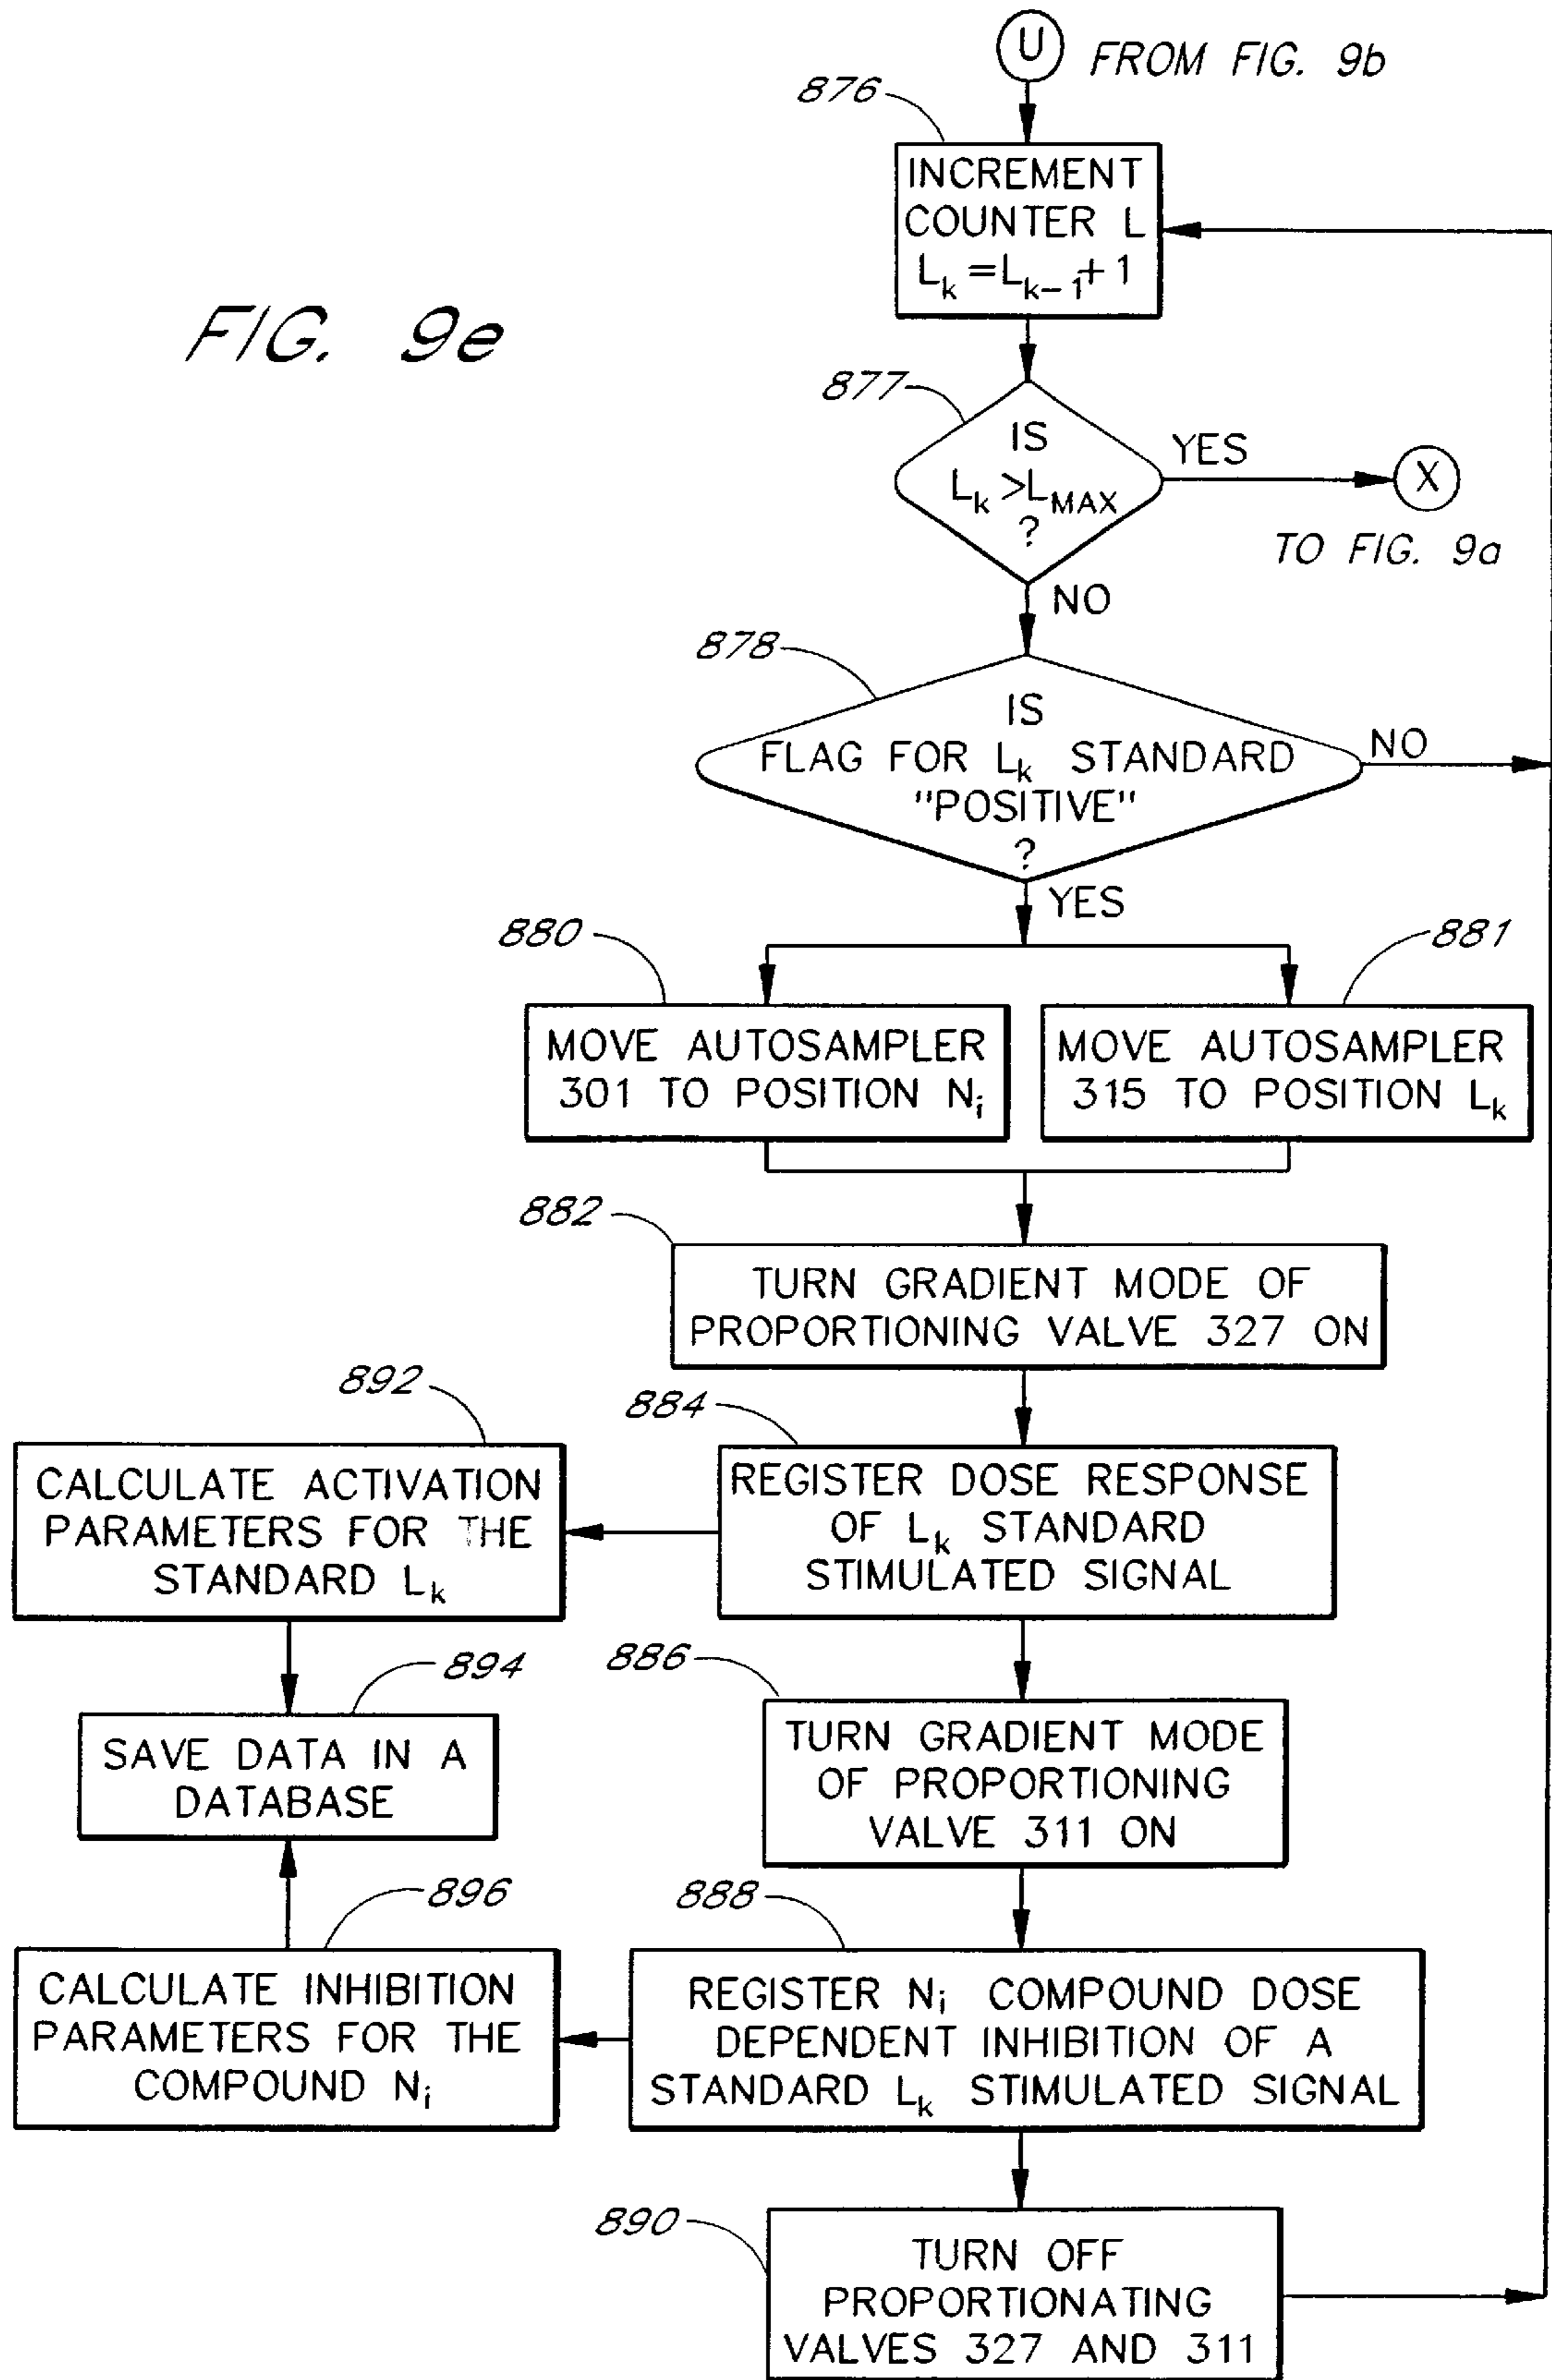 U FROM FIG. 9b
876
INCREMENT
COUNTER L
Lₖ=Lₖ₋₁+1
FIG. 9e
877
IS
Lₖ>L_MAX
?
YES
X
TO FIG. 9a
NO
878
IS
FLAG FOR Lₖ STANDARD
"POSITIVE"
?
NO
YES
880
881
MOVE AUTOSAMPLER
301 TO POSITION Nᵢ
MOVE AUTOSAMPLER
315 TO POSITION Lₖ
882
TURN GRADIENT MODE OF
PROPORTIONING VALVE 327 ON
892
884
CALCULATE ACTIVATION
PARAMETERS FOR THE
STANDARD Lₖ
REGISTER DOSE RESPONSE
OF Lₖ STANDARD
STIMULATED SIGNAL
894
886
SAVE DATA IN A
DATABASE
TURN GRADIENT MODE
OF PROPORTIONING
VALVE 311 ON
896
888
CALCULATE INHIBITION
PARAMETERS FOR THE
COMPOUND Nᵢ
REGISTER Nᵢ COMPOUND DOSE
DEPENDENT INHIBITION OF A
STANDARD Lₖ STIMULATED SIGNAL
890
TURN OFF
PROPORTIONATING
VALVES 327 AND 311